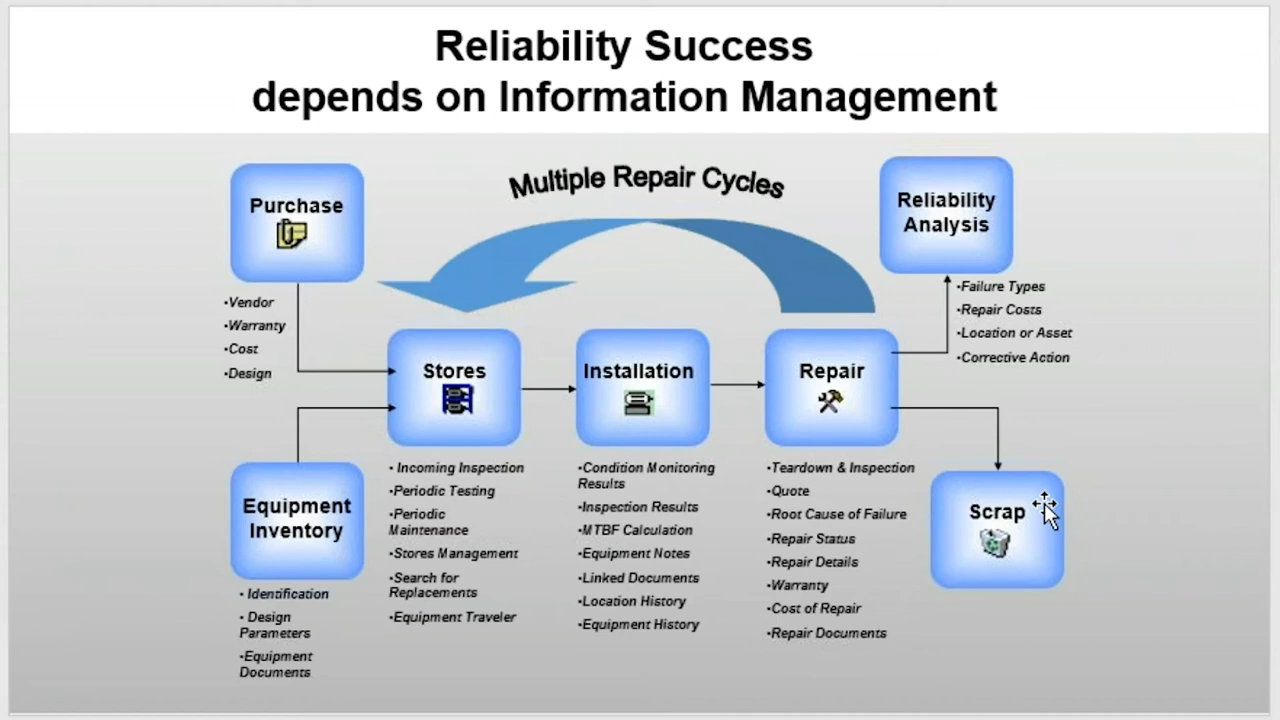 Reliability Success
depends on Information Management
Multiple Repair Cycles
Purchase
•Vendor
•Warranty
•Cost
•Design
Equipment
Inventory
• Identification
• Design
Parameters
•Equipment
Documents
Stores
• Incoming Inspection
•Periodic Testing
•Periodic
Maintenance
•Stores Management
•Search for
Replacements
•Equipment Traveler
Installation
•Condition Monitoring
Results
•Inspection Results
•MTBF Calculation
•Equipment Notes
•Linked Documents
•Location History
•Equipment History
Repair
•Teardown & Inspection
•Quote
•Root Cause of Failure
•Repair Status
•Repair Details
•Warranty
•Cost of Repair
•Repair Documents
Reliability
Analysis
•Failure Types
•Repair Costs
•Location or Asset
•Corrective Action
Scrap